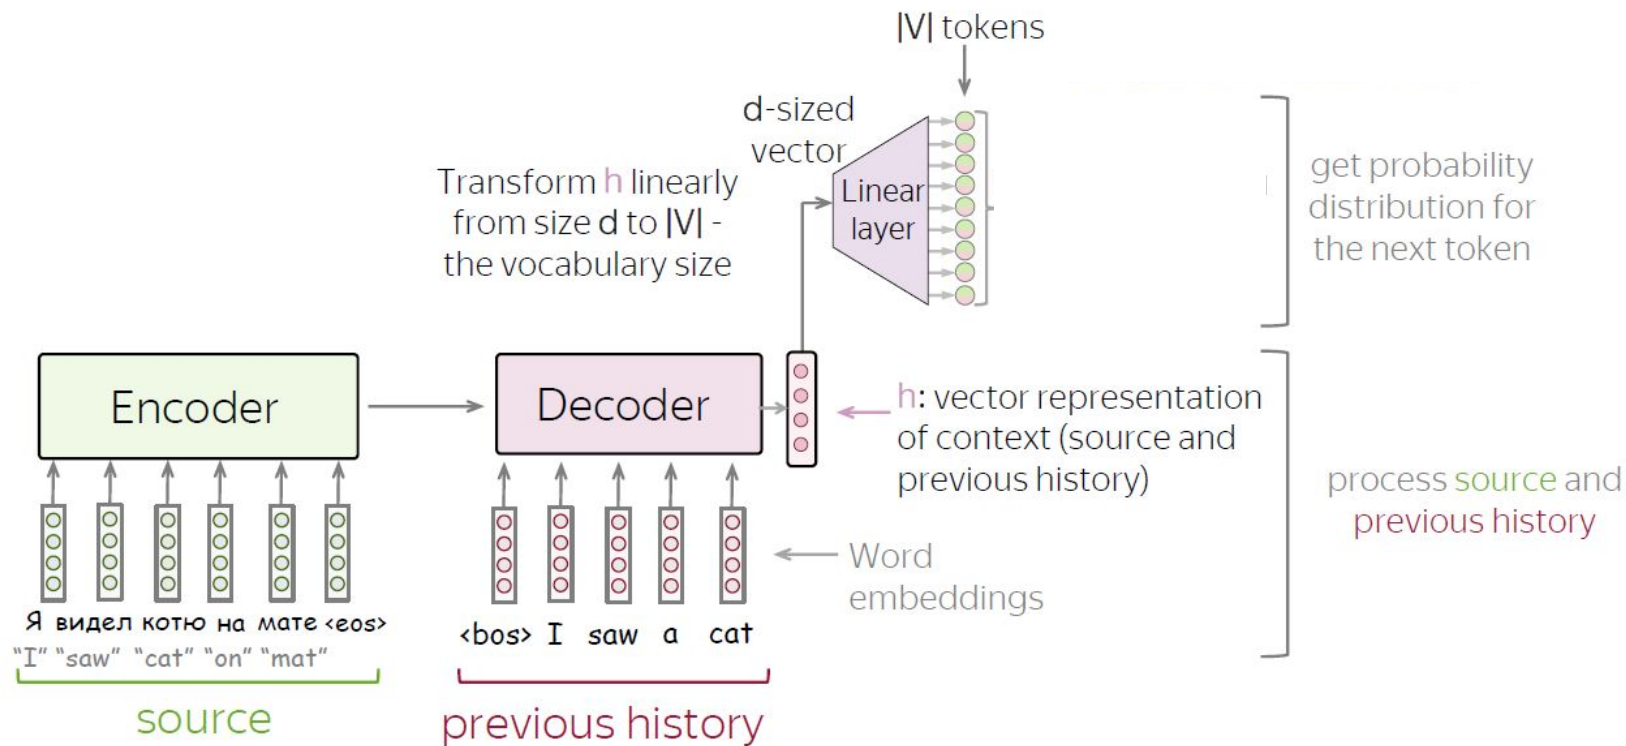 |V| tokens
d-sized
vector
Transform h linearly
from size d to |V| -
the vocabulary size
Linear
layer
get probability
distribution for
the next token
Encoder
Decoder
h: vector representation
of context (source and
previous history)
process source and
previous history
Word
embeddings
Я видел котю на мате <eos>
"I" "saw" "cat" "on" "mat"
<bos> I saw a cat
source
previous history